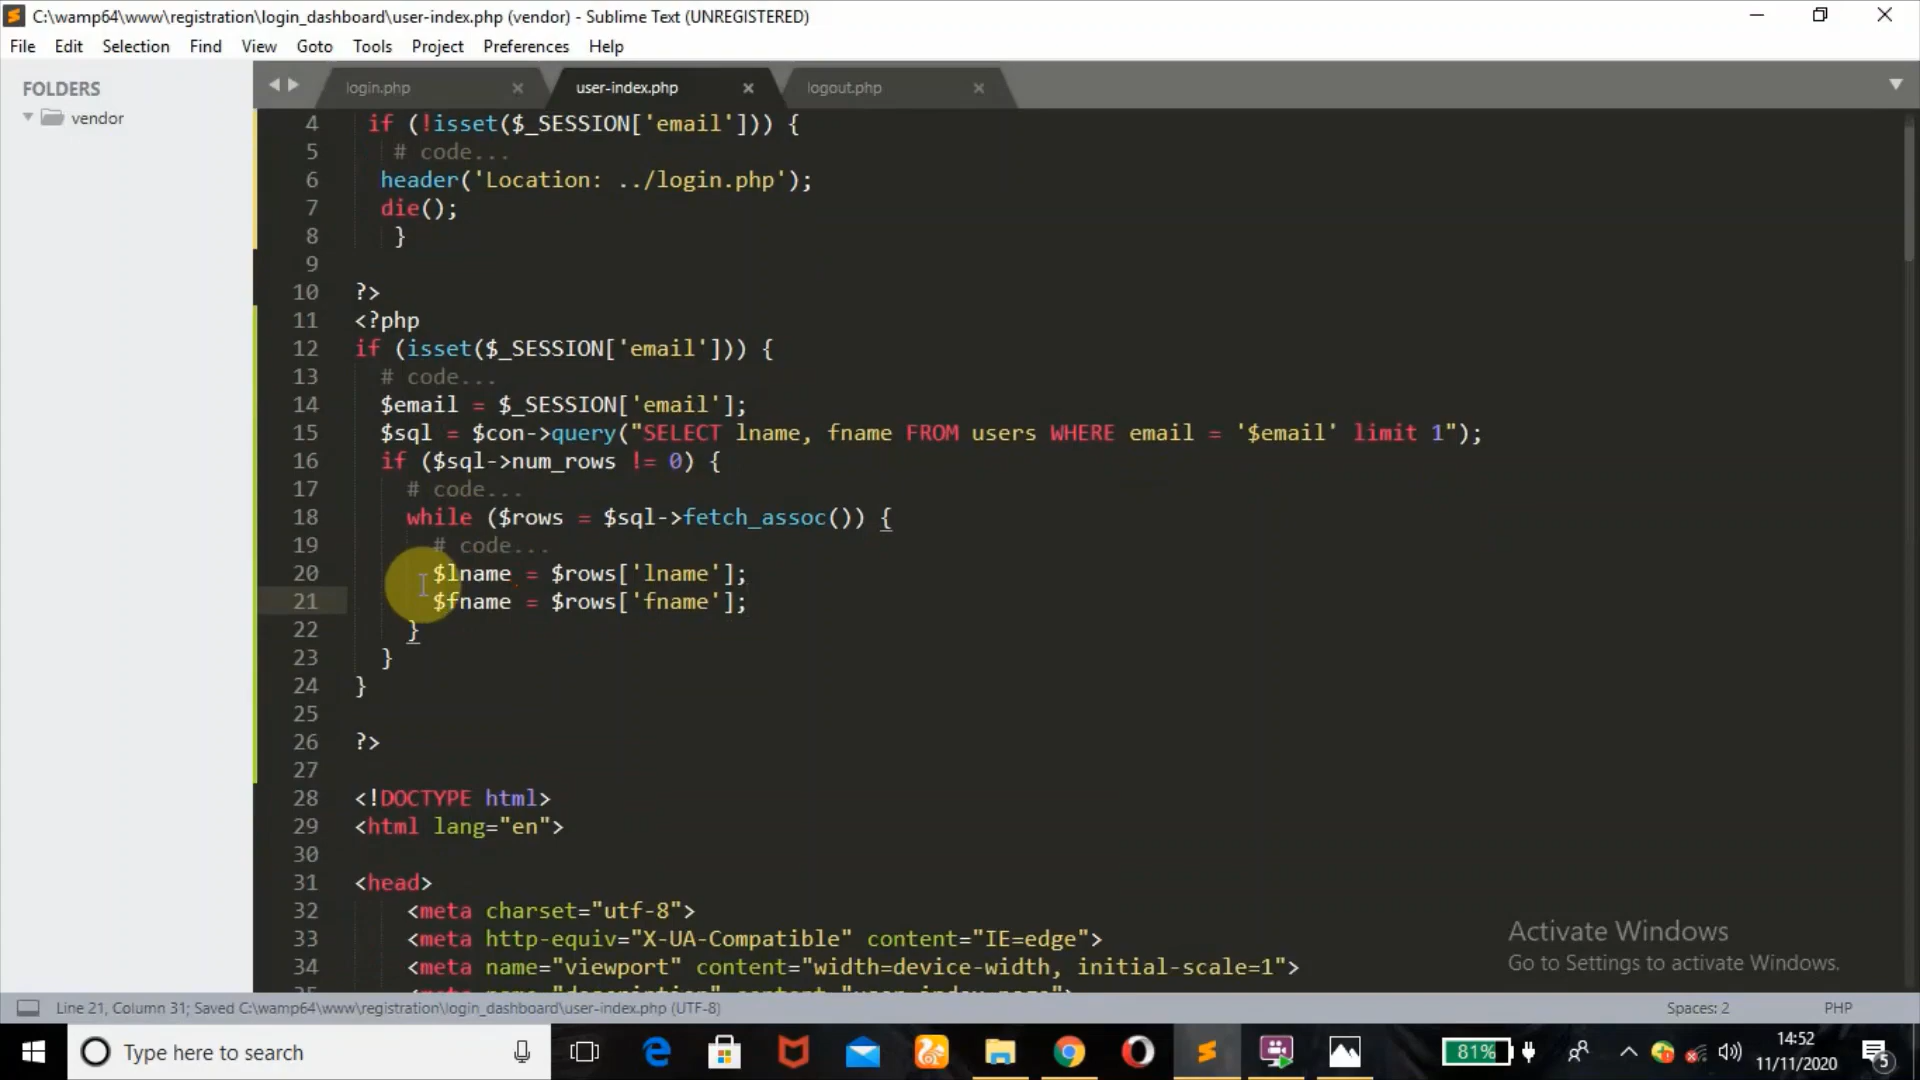 C:\wamp64\www\registration\login_dashboard\user-index.php (vendor) - Sublime Text (UNREGISTERED)
File Edit Selection Find View Goto Tools Project Preferences Help
FOLDERS
vendor
login.php
user-index.php
logout.php
4 if (!isset($_SESSION['email'])) {
5 # code...
6 header('Location: ../login.php');
7 die();
8 }
9
10 ?>
11 <?php
12 if (isset($_SESSION['email'])) {
13 # code...
14 $email = $_SESSION['email'];
15 $sql = $con->query("SELECT lname, fname FROM users WHERE email = '$email' limit 1");
16 if ($sql->num_rows != 0) {
17 # code...
18 while ($rows = $sql->fetch_assoc()) {
19 # code...
20 $lname = $rows['lname'];
21 $fname = $rows['fname'];
22 }
23 }
24 }
25
26 ?>
27
28 <!DOCTYPE html>
29 <html lang="en">
30
31 <head>
32 <meta charset="utf-8">
33 <meta http-equiv="X-UA-Compatible" content="IE=edge">
34 <meta name="viewport" content="width=device-width, initial-scale=1">
Activate Windows
Go to Settings to activate Windows.
Line 21, Column 31; Saved C:\wamp64\www\registration\login_dashboard\user-index.php (UTF-8)
Spaces: 2
PHP
Type here to search
81%
14:52
11/11/2020
5